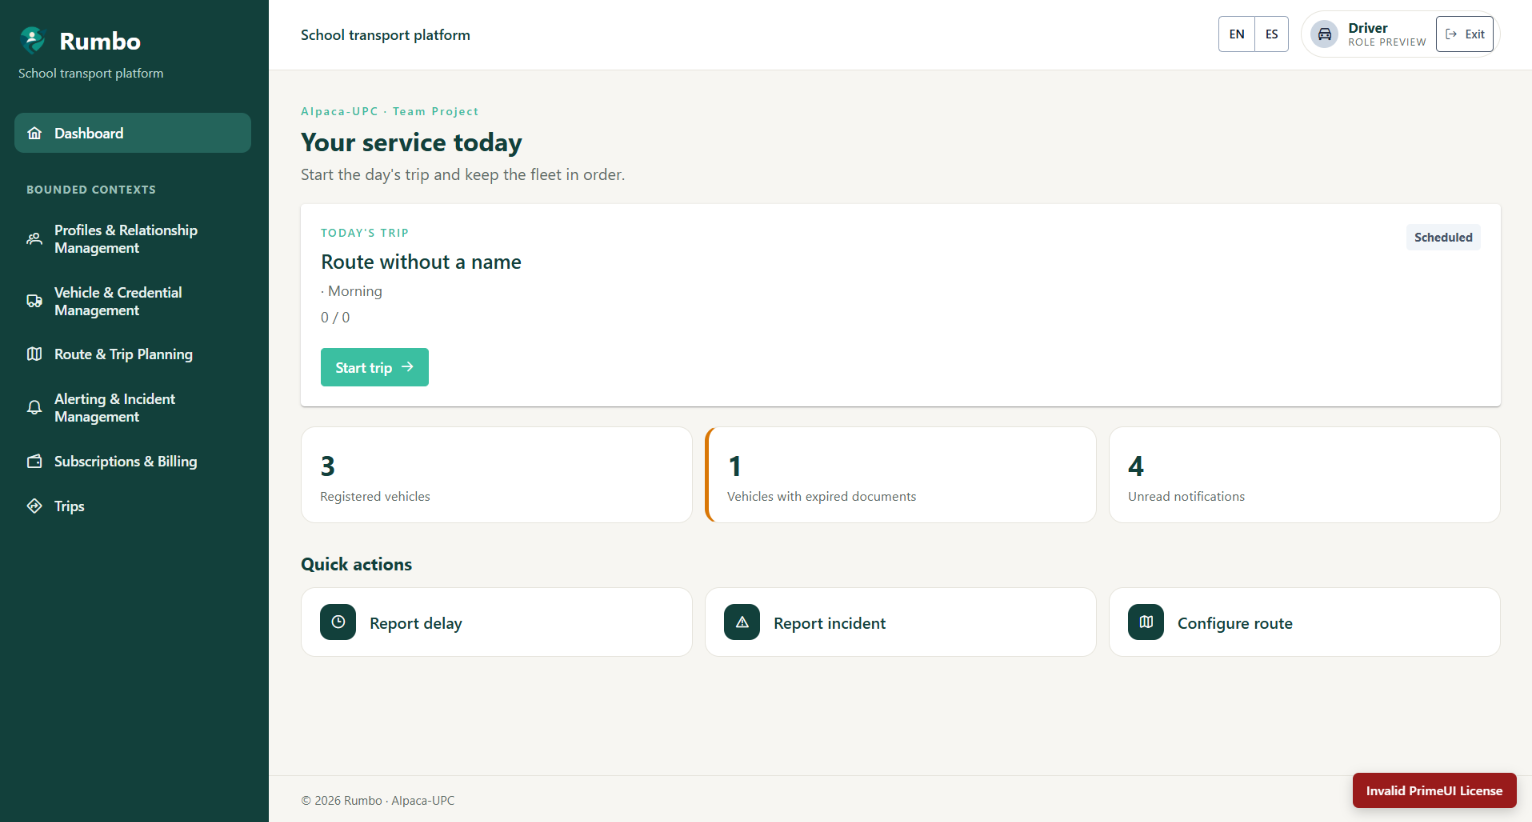 Rumbo
School transport platform
Dashboard
BOUNDED CONTEXTS
Profiles & Relationship
Management
Vehicle & Credential
Management
Route & Trip Planning
Alerting & Incident
Management
Subscriptions & Billing
Trips
School transport platform
EN
ES
Driver
ROLE PREVIEW
Exit
Alpaca-UPC · Team Project
Your service today
Start the day's trip and keep the fleet in order.
TODAY'S TRIP
Scheduled
Route without a name
· Morning
0 / 0
Start trip
3
Registered vehicles
1
Vehicles with expired documents
4
Unread notifications
Quick actions
Report delay
Report incident
Configure route
© 2026 Rumbo · Alpaca-UPC
Invalid PrimeUI License